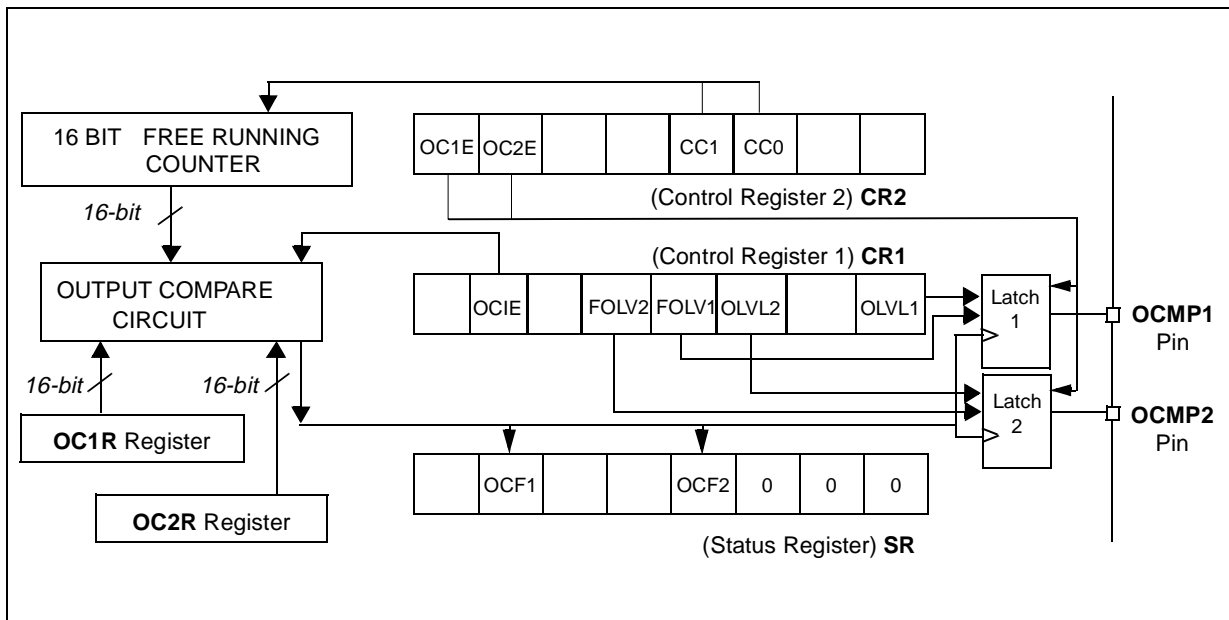 16 BIT FREE RUNNING
COUNTER
16-bit
OUTPUT COMPARE
CIRCUIT
16-bit
16-bit
OC1R Register
OC2R Register
OC1E OC2E CC1 CC0
(Control Register 2) CR2
(Control Register 1) CR1
OCIE FOLV2 FOLV1 OLVL2 OLVL1
OCF1 OCF2 0 0 0
(Status Register) SR
Latch
1
Latch
2
OCMP1
Pin
OCMP2
Pin